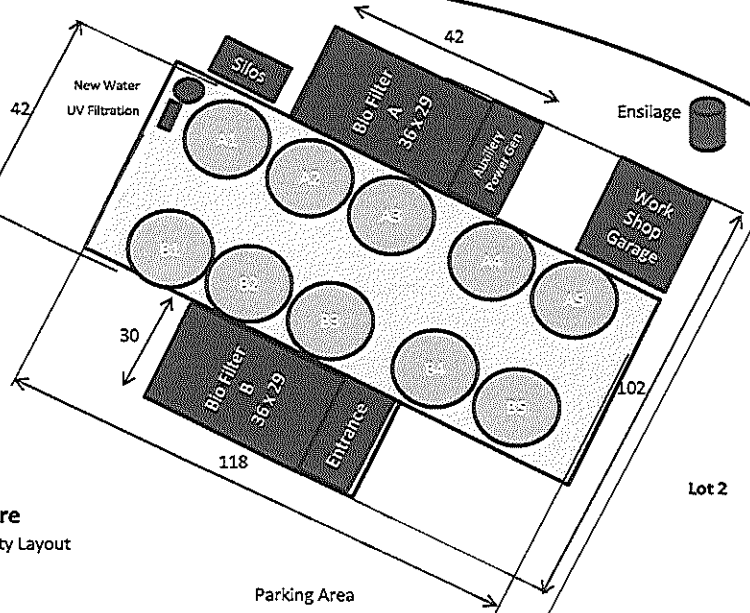 42
42
New Water
UV Filtration
Silos
Bio Filter
A
36 x 29
Auxiliery
Power Gen
Ensilage
Work
Shop
Garage
A1
A2
A3
A4
A5
B1
B2
B3
B4
B5
30
Bio Filter
B
36 x 29
Entrance
102
118
Lot 2
re
ty Layout
Parking Area